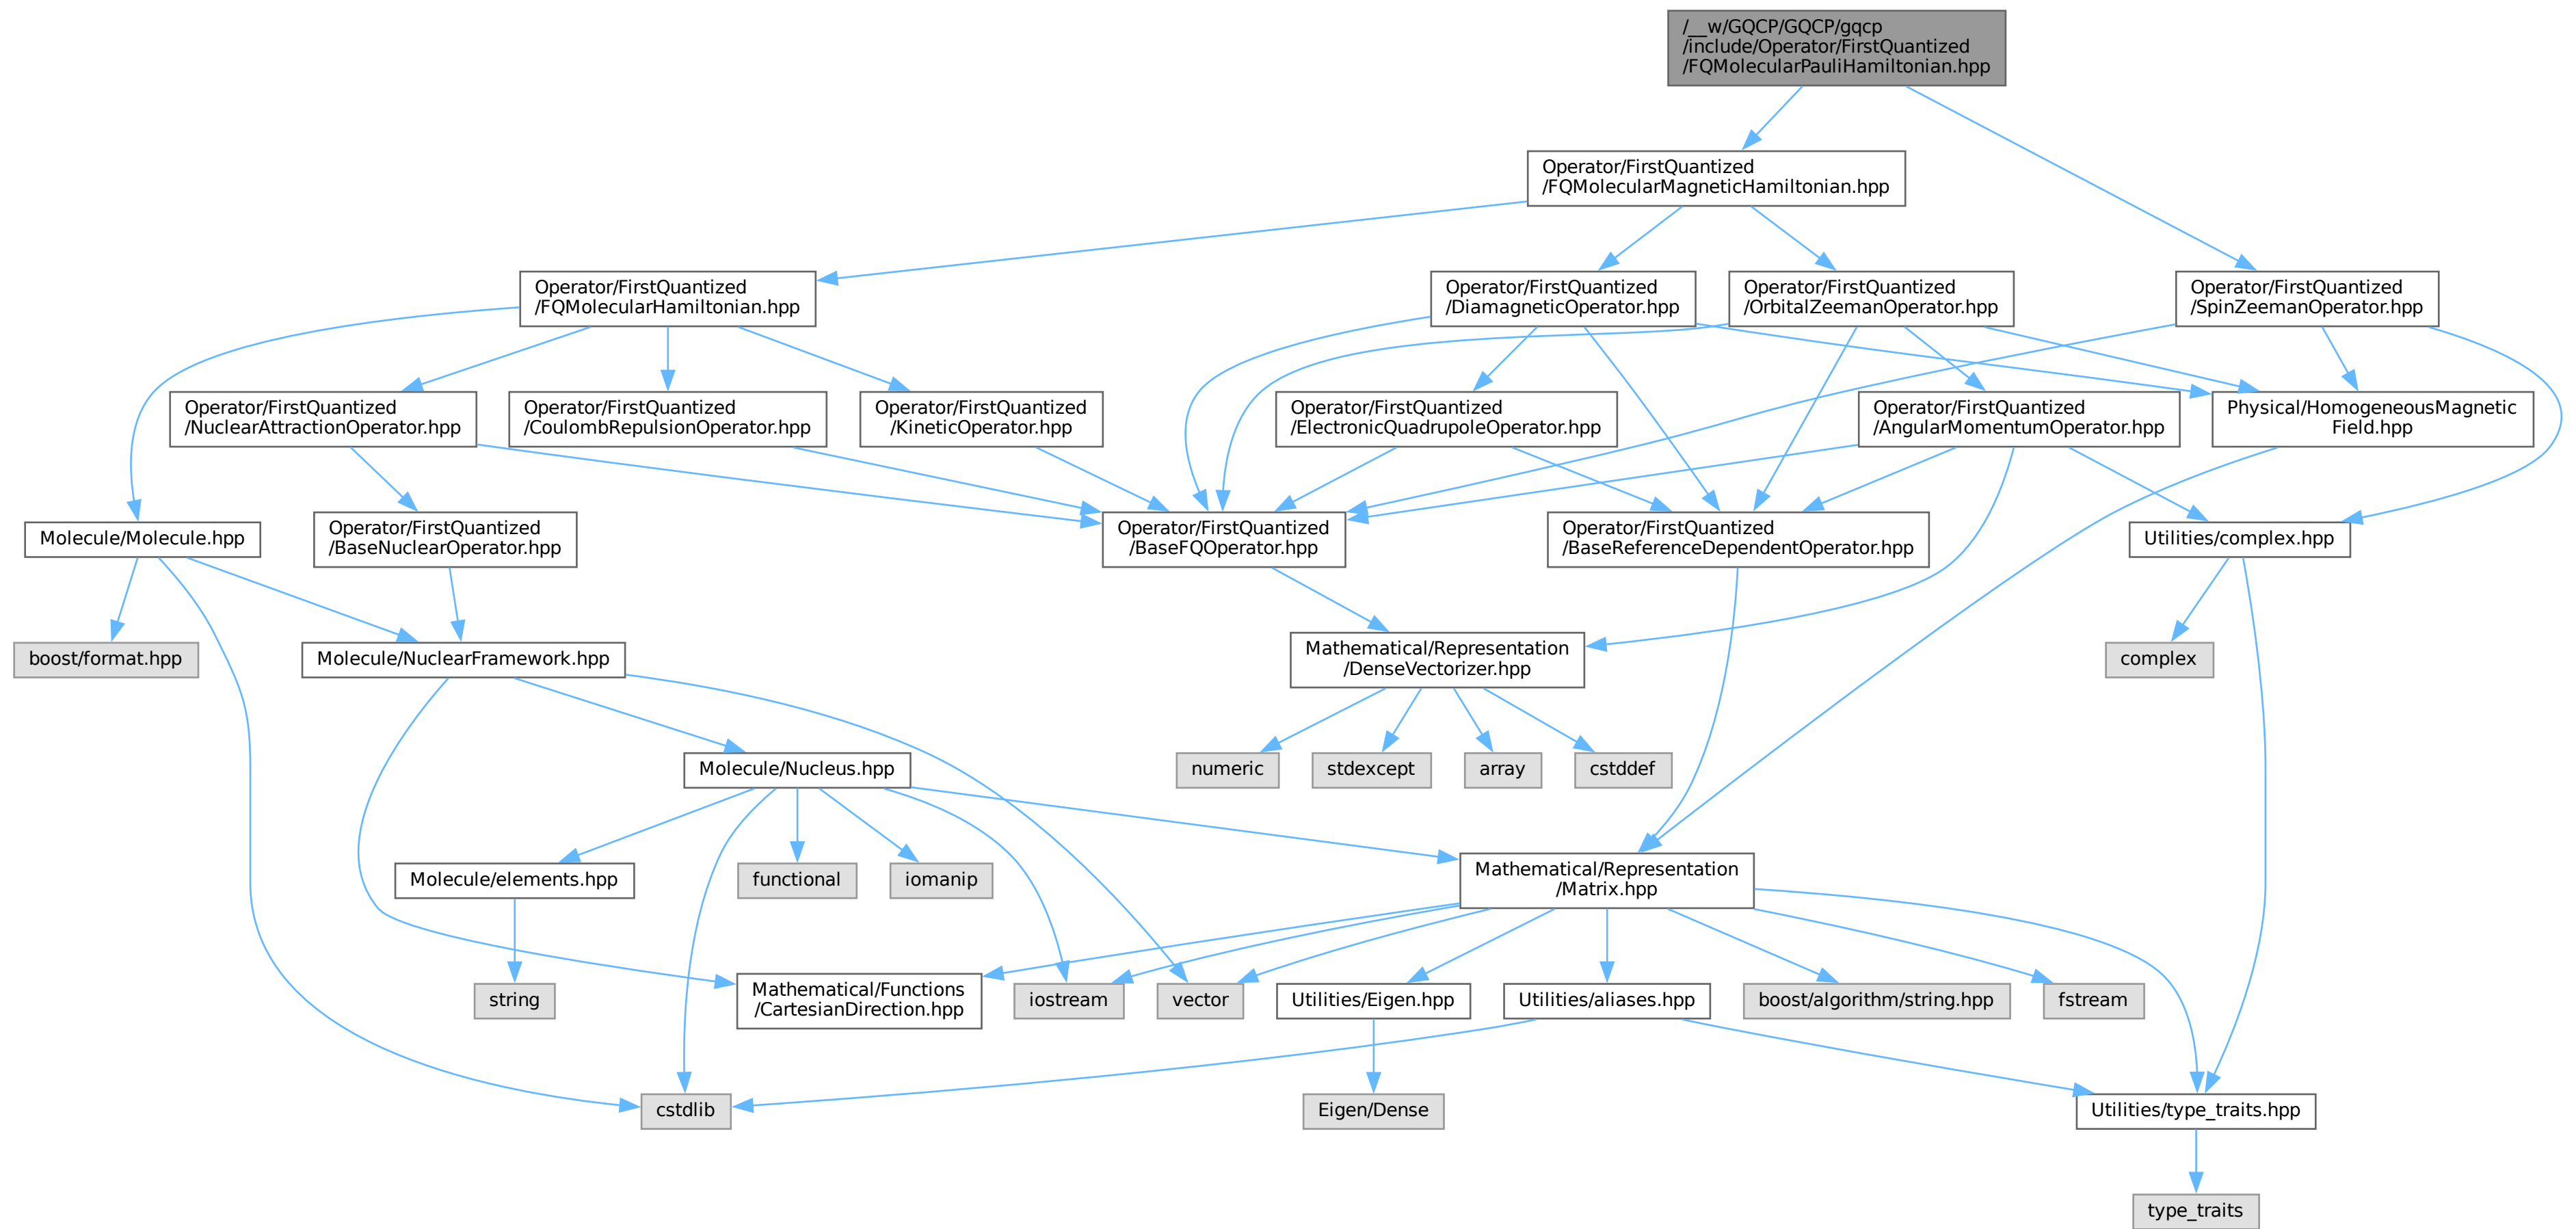 /__w/GQCP/GQCP/gqcp
/include/Operator/FirstQuantized
/FQMolecularPauliHamiltonian.hpp
Operator/FirstQuantized
/FQMolecularMagneticHamiltonian.hpp
Operator/FirstQuantized
/FQMolecularHamiltonian.hpp
Operator/FirstQuantized
/DiamagneticOperator.hpp
Operator/FirstQuantized
/OrbitalZeemanOperator.hpp
Operator/FirstQuantized
/SpinZeemanOperator.hpp
Operator/FirstQuantized
/NuclearAttractionOperator.hpp
Operator/FirstQuantized
/CoulombRepulsionOperator.hpp
Operator/FirstQuantized
/KineticOperator.hpp
Operator/FirstQuantized
/ElectronicQuadrupoleOperator.hpp
Operator/FirstQuantized
/AngularMomentumOperator.hpp
Physical/HomogeneousMagnetic
Field.hpp
Molecule/Molecule.hpp
Operator/FirstQuantized
/BaseNuclearOperator.hpp
Operator/FirstQuantized
/BaseFQOperator.hpp
Operator/FirstQuantized
/BaseReferenceDependentOperator.hpp
Utilities/complex.hpp
boost/format.hpp
Molecule/NuclearFramework.hpp
Mathematical/Representation
/DenseVectorizer.hpp
complex
Molecule/Nucleus.hpp
numeric
stdexcept
array
cstddef
Molecule/elements.hpp
functional
iomanip
Mathematical/Representation
/Matrix.hpp
string
Mathematical/Functions
/CartesianDirection.hpp
iostream
vector
Utilities/Eigen.hpp
Utilities/aliases.hpp
boost/algorithm/string.hpp
fstream
cstdlib
Eigen/Dense
Utilities/type_traits.hpp
type_traits